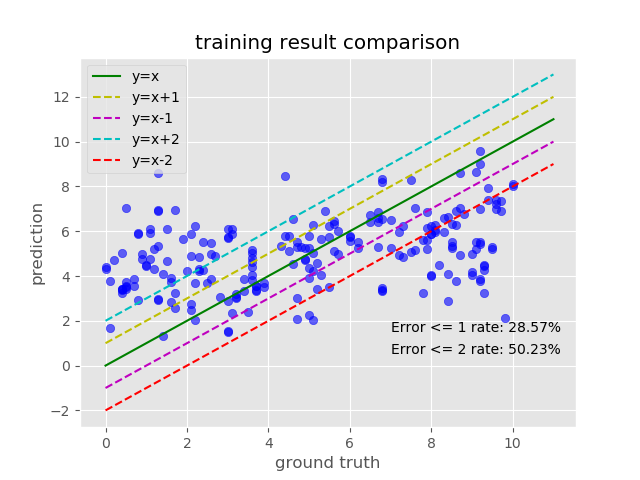 training result comparison
y=x
y=x+1
y=x-1
y=x+2
y=x-2
12
10
8
6
4
2
0
−2
prediction
Error <= 1 rate: 28.57%
Error <= 2 rate: 50.23%
0 2 4 6 8 10
ground truth